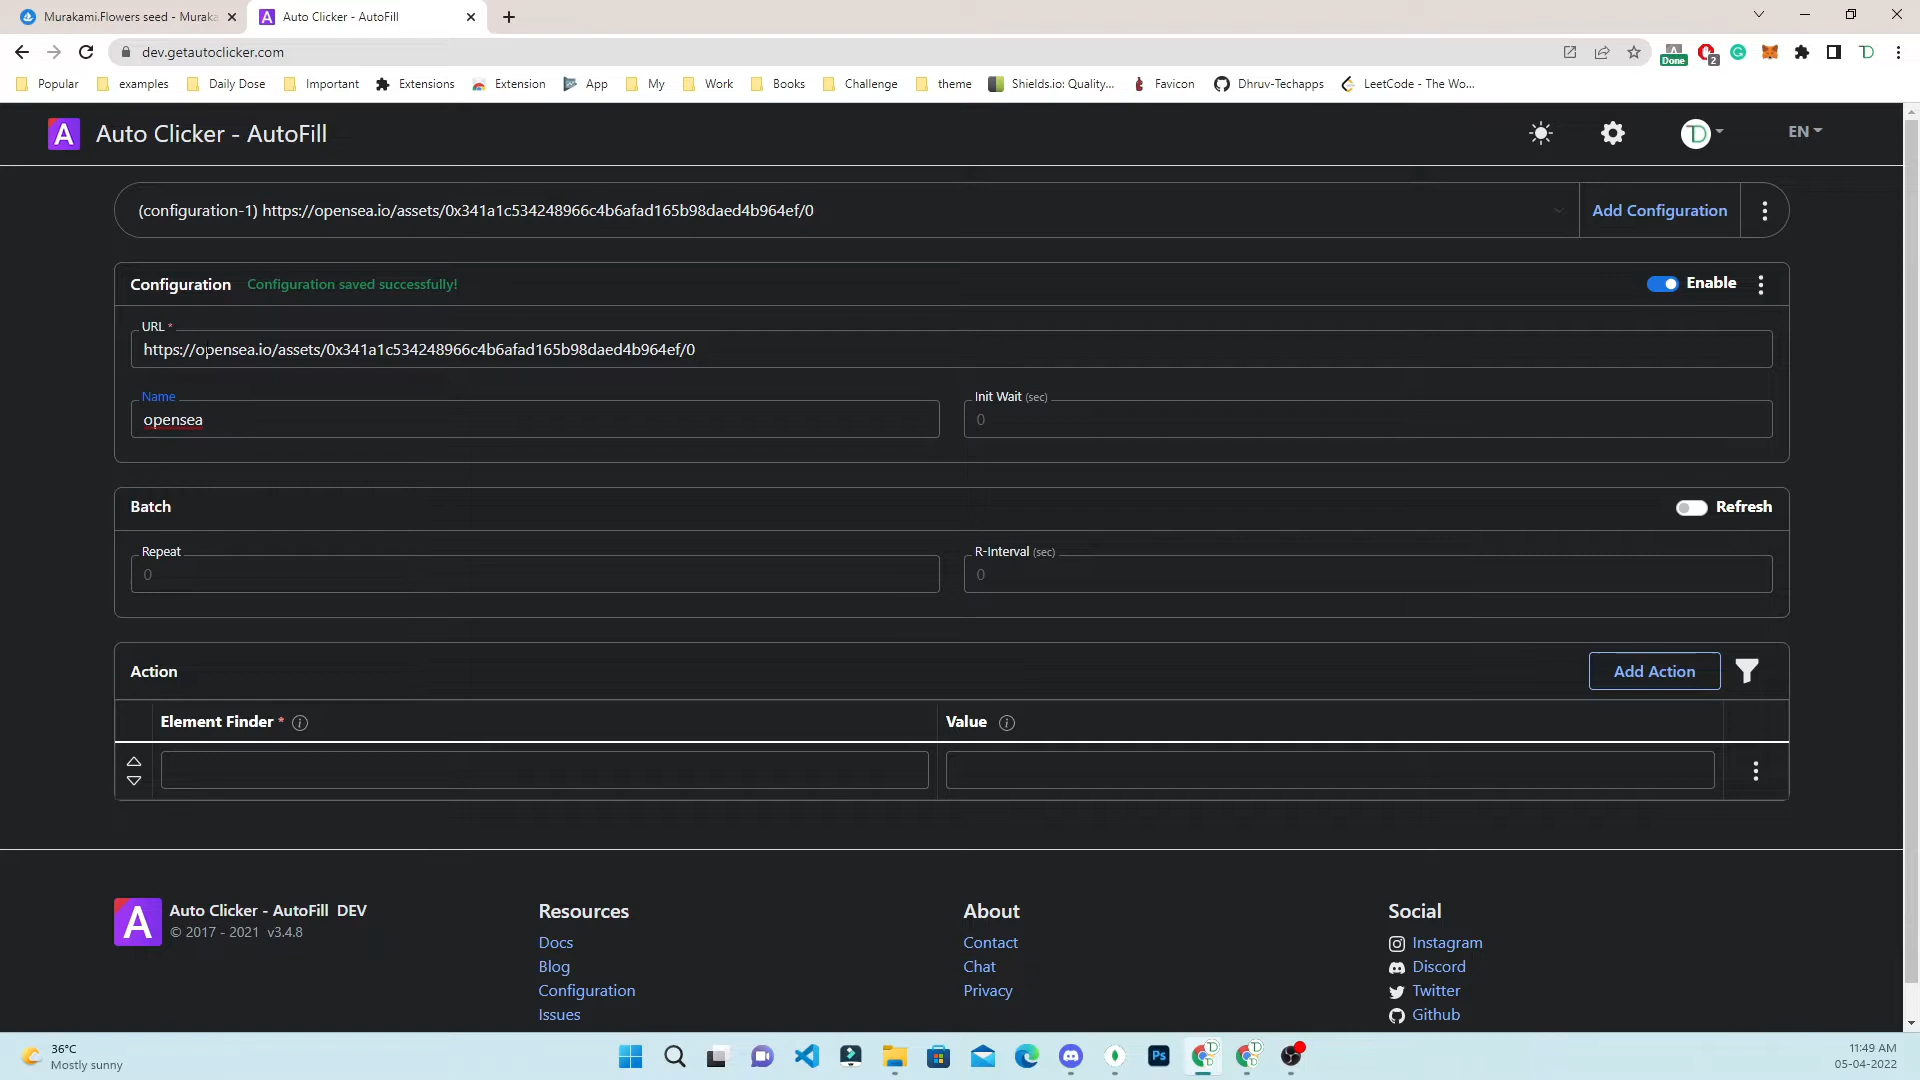 Murakami.Flowers seed - Muraka
Auto Clicker - AutoFill
dev.getautoclicker.com
Done
2
Popular
examples
Daily Dose
Important
Extensions
Extension
App
My
Work
Books
Challenge
theme
Shields.io: Quality...
Favicon
Dhruv-Techapps
LeetCode - The Wo...
Auto Clicker - AutoFill
EN
(configuration-1) https://opensea.io/assets/0x341a1c534248966c4b6afad165b98daed4b964ef/0
Add Configuration
Configuration
Configuration saved successfully!
Enable
URL *
https://opensea.io/assets/0x341a1c534248966c4b6afad165b98daed4b964ef/0
Name
opensea
Init Wait (sec)
0
Batch
Refresh
Repeat
0
R-Interval (sec)
0
Action
Add Action
Element Finder *
Value
Auto Clicker - AutoFill DEV
© 2017 - 2021 v3.4.8
Resources
Docs
Blog
Configuration
Issues
About
Contact
Chat
Privacy
Social
Instagram
Discord
Twitter
Github
36°C
Mostly sunny
Ps
11:49 AM
05-04-2022